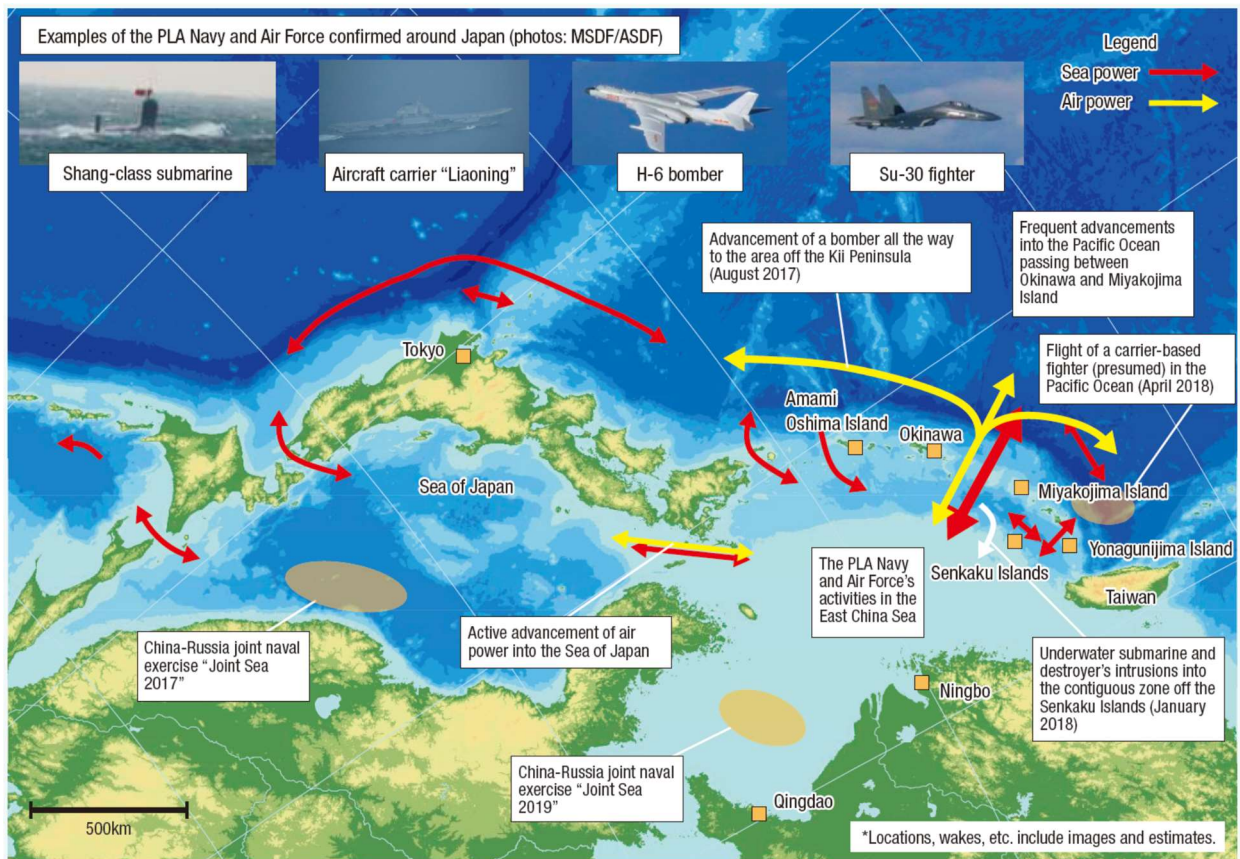 Examples of the PLA Navy and Air Force confirmed around Japan (photos: MSDF/ASDF)
Legend
Sea power
Air power
Shang-class submarine
Aircraft carrier “Liaoning”
H-6 bomber
Su-30 fighter
Advancement of a bomber all the way
to the area off the Kii Peninsula
(August 2017)
Frequent advancements
into the Pacific Ocean
passing between
Okinawa and Miyakojima
Island
Flight of a carrier-based
fighter (presumed) in the
Pacific Ocean (April 2018)
Tokyo
Amami
Oshima Island
Okinawa
Sea of Japan
Miyakojima Island
Yonagunijima Island
Senkaku Islands
Taiwan
The PLA Navy
and Air Force’s
activities in the
East China Sea
China-Russia joint naval
exercise “Joint Sea
2017”
Active advancement of air
power into the Sea of Japan
Underwater submarine and
destroyer’s intrusions into
the contiguous zone off the
Senkaku Islands (January
2018)
Ningbo
China-Russia joint naval
exercise “Joint Sea
2019”
Qingdao
500km
*Locations, wakes, etc. include images and estimates.